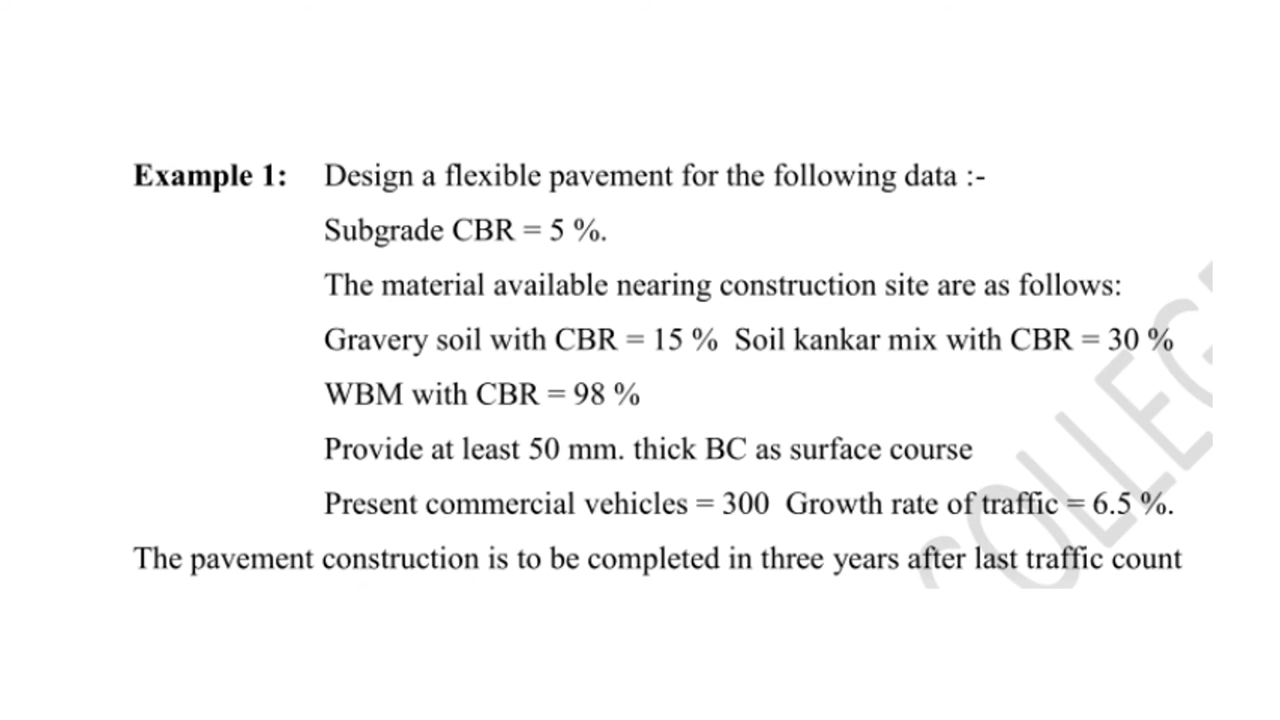 Example 1: Design a flexible pavement for the following data :-
Subgrade CBR = 5 %.
The material available nearing construction site are as follows:
Gravery soil with CBR = 15 % Soil kankar mix with CBR = 30 %
WBM with CBR = 98 %
Provide at least 50 mm. thick BC as surface course
Present commercial vehicles = 300 Growth rate of traffic = 6.5 %.
The pavement construction is to be completed in three years after last traffic count
COLLEG